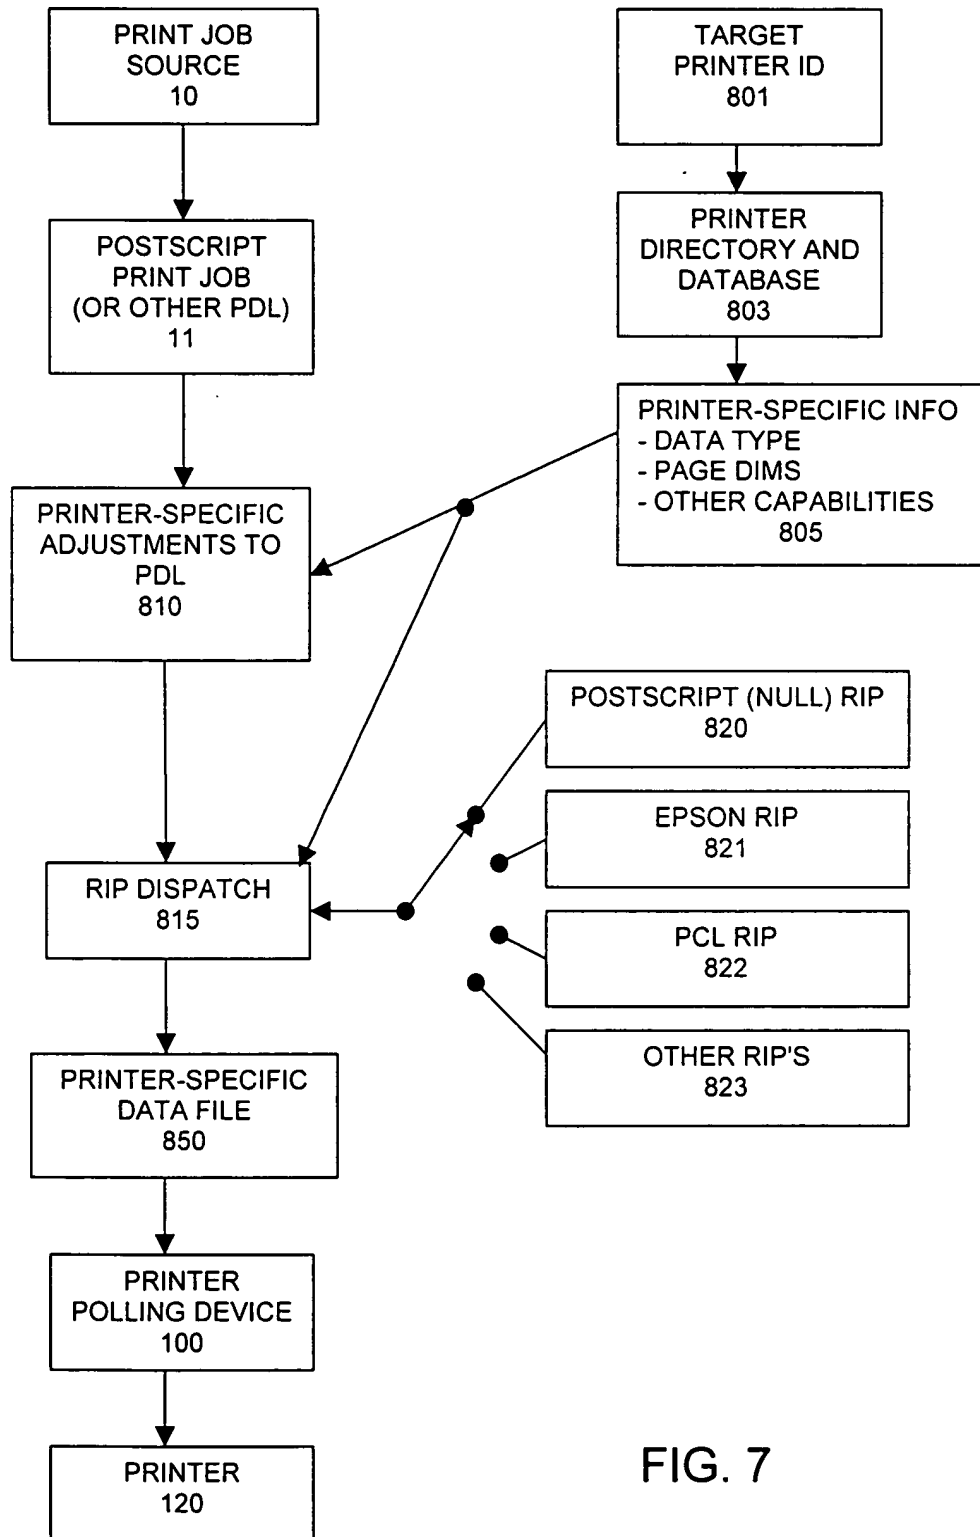 PRINT JOB
SOURCE
10
TARGET
PRINTER ID
801
POSTSCRIPT
PRINT JOB
(OR OTHER PDL)
11
PRINTER
DIRECTORY AND
DATABASE
803
PRINTER-SPECIFIC INFO
- DATA TYPE
- PAGE DIMS
- OTHER CAPABILITIES
805
PRINTER-SPECIFIC
ADJUSTMENTS TO
PDL
810
POSTSCRIPT (NULL) RIP
820
EPSON RIP
821
RIP DISPATCH
815
PCL RIP
822
OTHER RIP'S
823
PRINTER-SPECIFIC
DATA FILE
850
PRINTER
POLLING DEVICE
100
PRINTER
120
FIG. 7